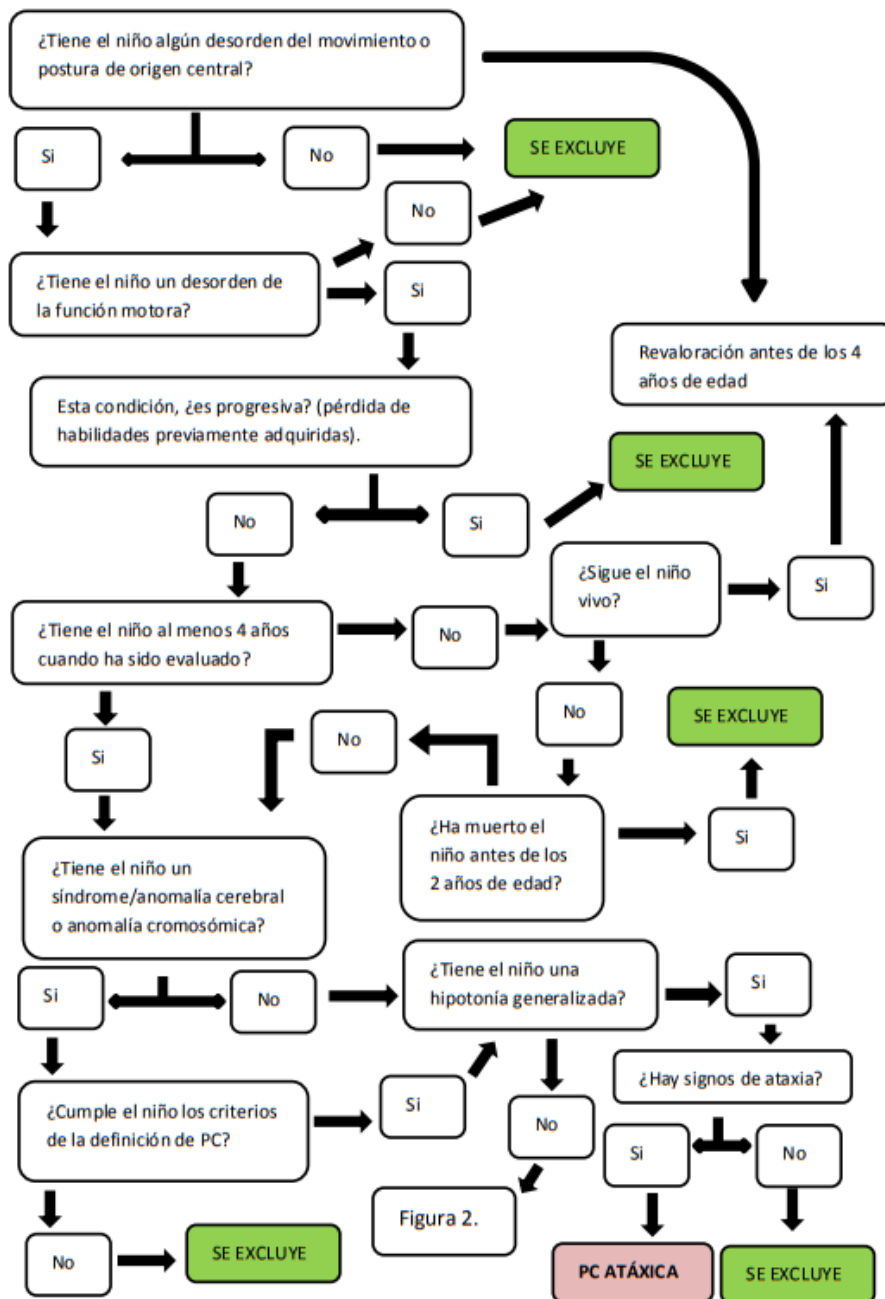 ¿Tiene el niño algún desorden del movimiento o
postura de origen central?
Si
No
SE EXCLUYE
No
¿Tiene el niño un desorden de
la función motora?
Si
Revaloración antes de los 4
años de edad
Esta condición, ¿es progresiva? (pérdida de
habilidades previamente adquiridas).
SE EXCLUYE
No
Si
¿Sigue el niño
vivo?
Si
¿Tiene el niño al menos 4 años
cuando ha sido evaluado?
No
No
SE EXCLUYE
Si
No
¿Ha muerto el
niño antes de los
2 años de edad?
Si
¿Tiene el niño un
síndrome/anomalía cerebral
o anomalía cromosómica?
Si
No
¿Tiene el niño una
hipotonía generalizada?
Si
¿Hay signos de ataxia?
¿Cumple el niño los criterios
de la definición de PC?
Si
No
Si
No
Figura 2.
No
SE EXCLUYE
PC ATÁXICA
SE EXCLUYE